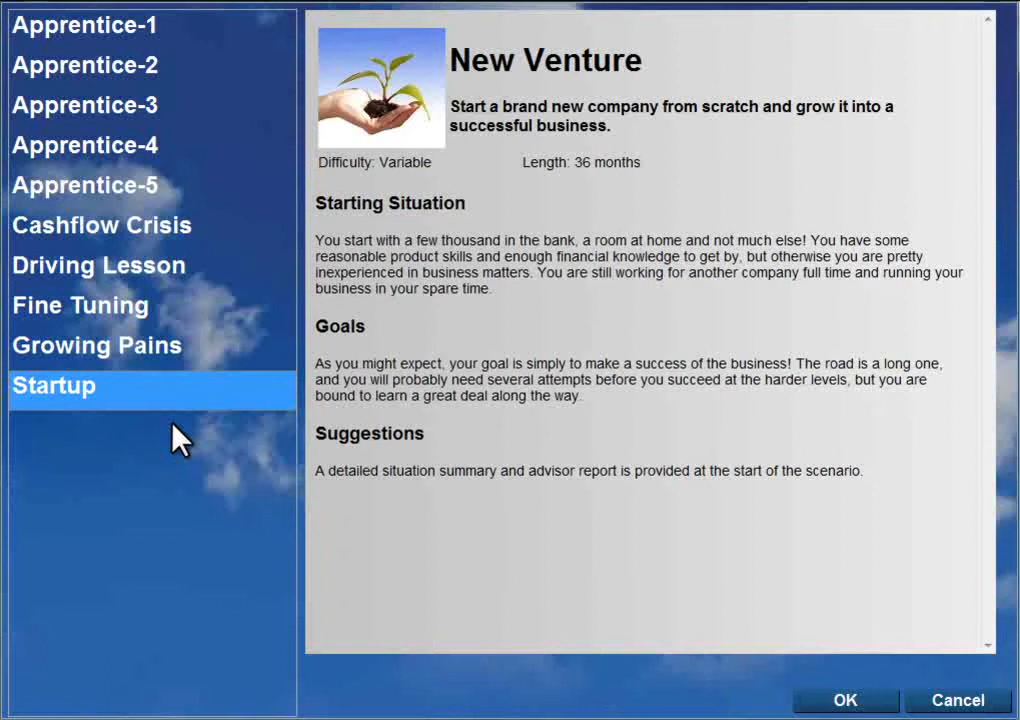 Apprentice-1
Apprentice-2
Apprentice-3
Apprentice-4
Apprentice-5
Cashflow Crisis
Driving Lesson
Fine Tuning
Growing Pains
Startup
New Venture
Start a brand new company from scratch and grow it into a
successful business.
Difficulty: Variable Length: 36 months
Starting Situation
You start with a few thousand in the bank, a room at home and not much else! You have some
reasonable product skills and enough financial knowledge to get by, but otherwise you are pretty
inexperienced in business matters. You are still working for another company full time and running your
business in your spare time.
Goals
As you might expect, your goal is simply to make a success of the business! The road is a long one,
and you will probably need several attempts before you succeed at the harder levels, but you are
bound to learn a great deal along the way.
Suggestions
A detailed situation summary and advisor report is provided at the start of the scenario.
OK Cancel